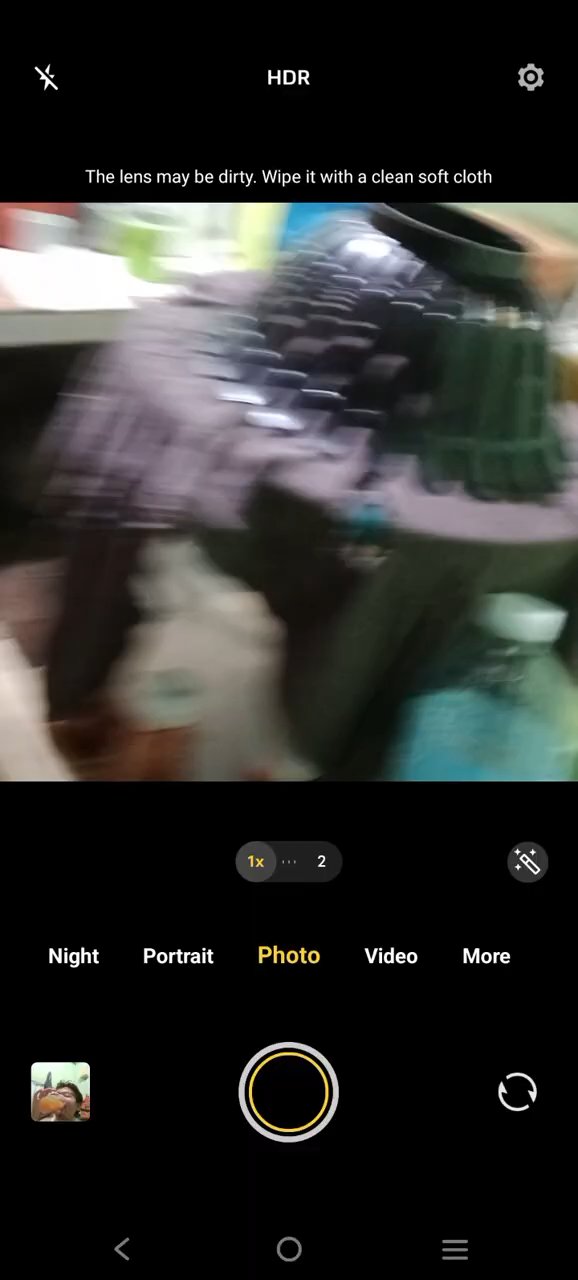 HDR
The lens may be dirty. Wipe it with a clean soft cloth
1x
2
Night
Portrait
Photo
Video
More